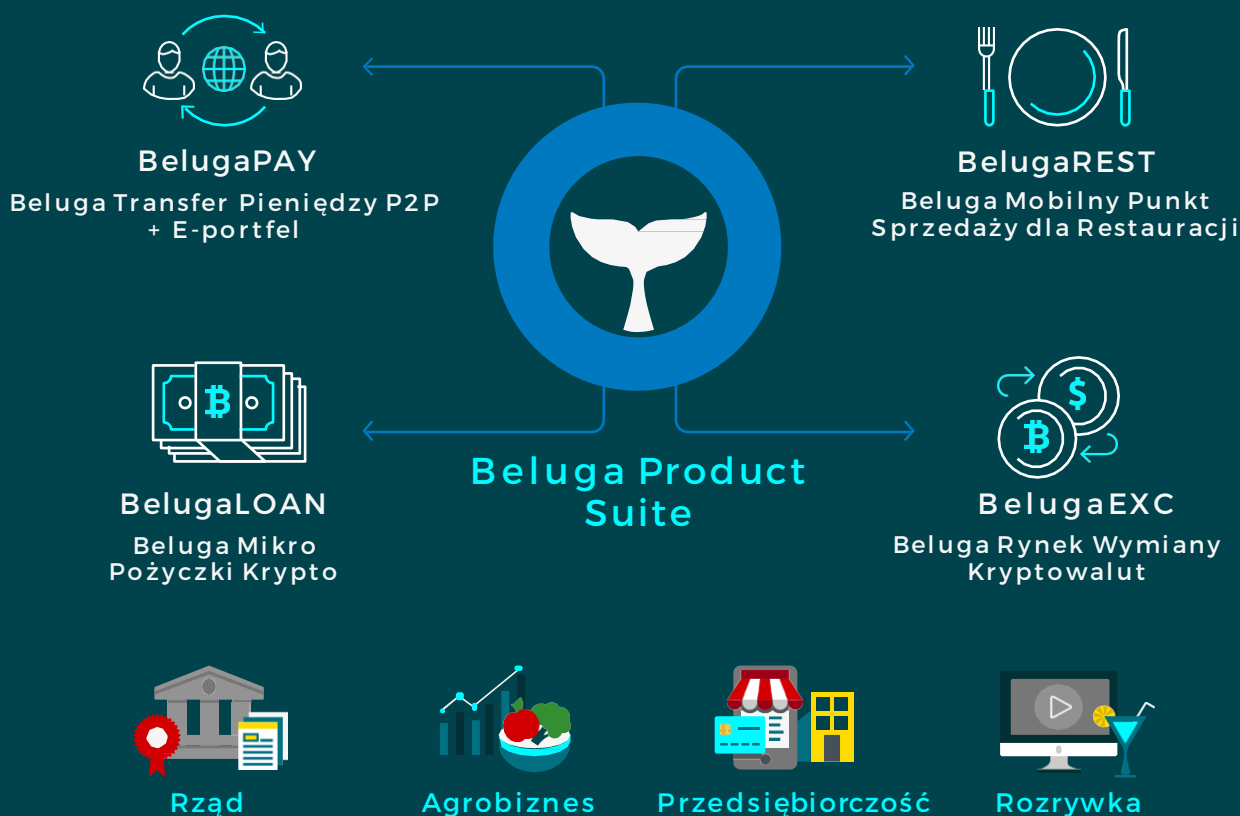 BelugaPAY
Beluga Transfer Pieniędzy P2P
+ E-portfel
BelugaREST
Beluga Mobilny Punkt
Sprzedaży dla Restauracji
Beluga Product
Suite
BelugaLOAN
Beluga Mikro
Pożyczki Krypto
BelugaEXC
Beluga Rynek Wymiany
Kryptowalut
Rząd
Agrobiznes
Przedsiębiorczość
Rozrywka